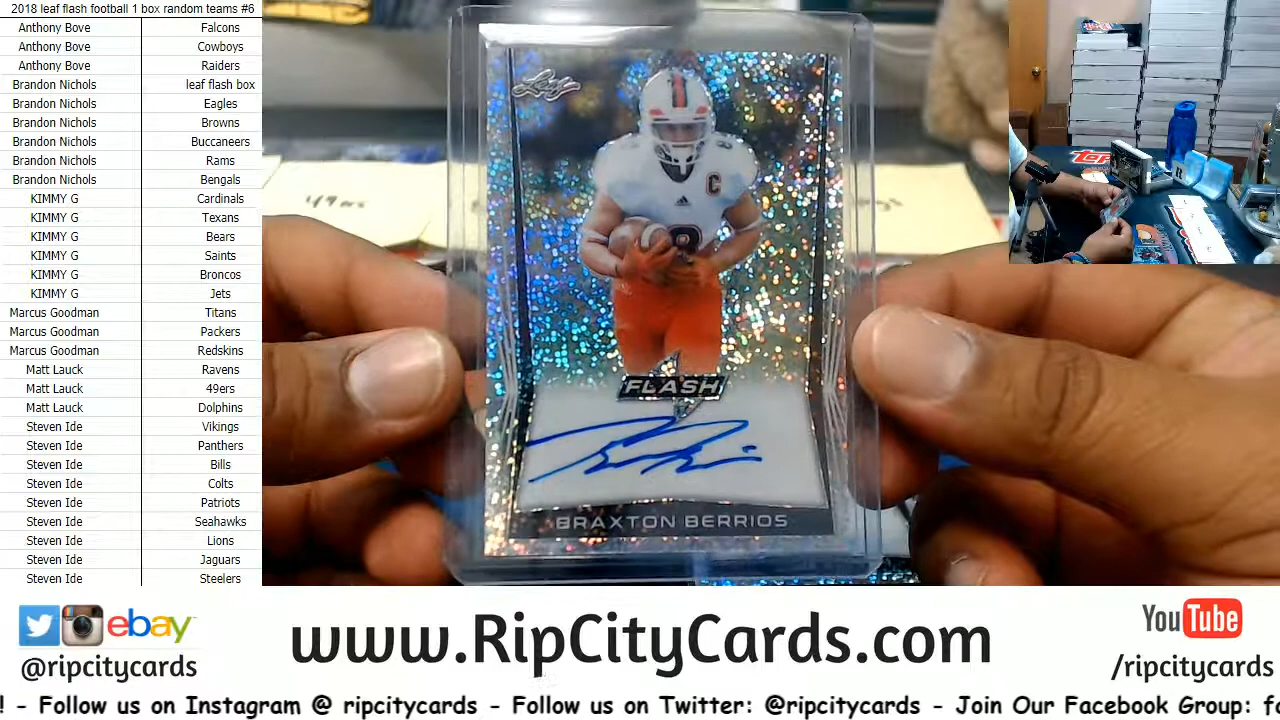 2018 leaf flash football 1 box random teams #6
Anthony Bove Falcons
Anthony Bove Cowboys
Anthony Bove Raiders
Brandon Nichols leaf flash box
Brandon Nichols Eagles
Brandon Nichols Browns
Brandon Nichols Buccaneers
Brandon Nichols Rams
Brandon Nichols Bengals
KIMMY G Cardinals
KIMMY G Texans
KIMMY G Bears
KIMMY G Saints
KIMMY G Broncos
KIMMY G Jets
Marcus Goodman Titans
Marcus Goodman Packers
Marcus Goodman Redskins
Matt Lauck Ravens
Matt Lauck 49ers
Matt Lauck Dolphins
Steven Ide Vikings
Steven Ide Panthers
Steven Ide Bills
Steven Ide Colts
Steven Ide Patriots
Steven Ide Seahawks
Steven Ide Lions
Steven Ide Jaguars
Steven Ide Steelers
Leaf
C
8
49ers
FLASH
BRAXTON BERRIOS
ebay
@ripcitycards
www.RipCityCards.com
YouTube
/ripcitycards
! - Follow us on Instagram @ ripcitycards - Follow us on Twitter: @ripcitycards - Join Our Facebook Group: